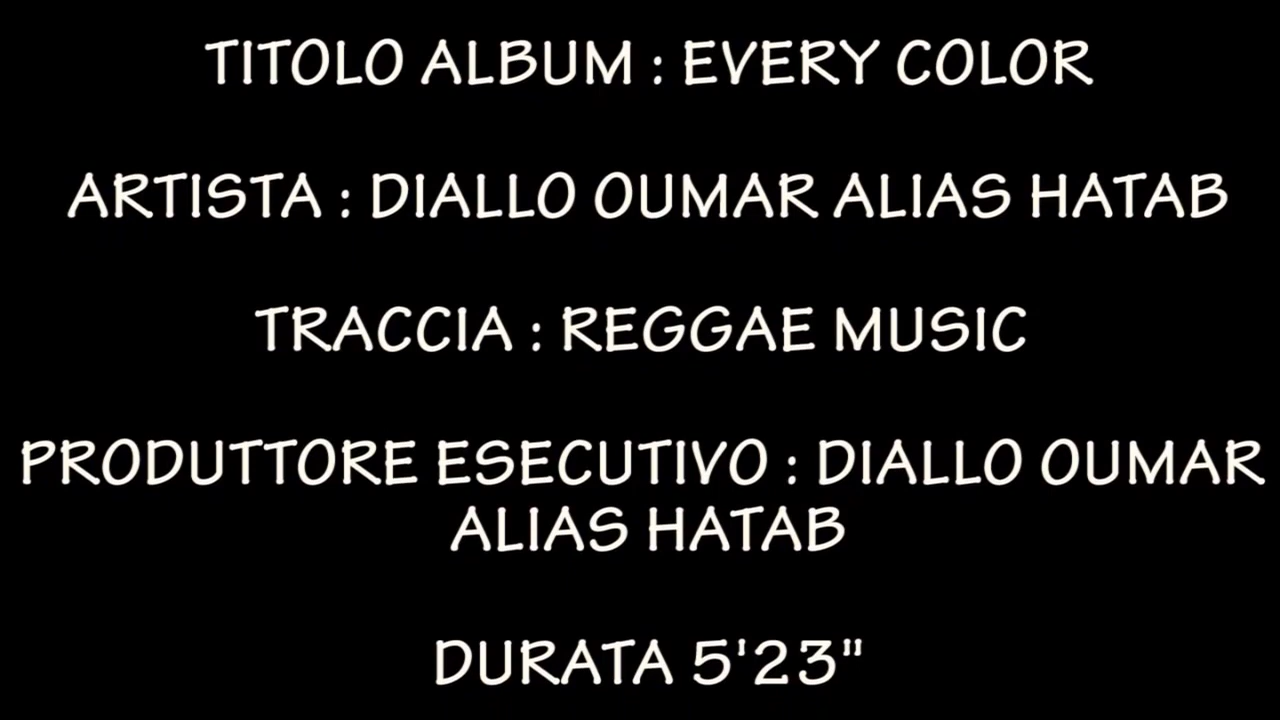 TITOLO ALBUM : EVERY COLOR
ARTISTA : DIALLO OUMAR ALIAS HATAB
TRACCIA : REGGAE MUSIC
PRODUTTORE ESECUTIVO : DIALLO OUMAR
ALIAS HATAB
DURATA 5'23"